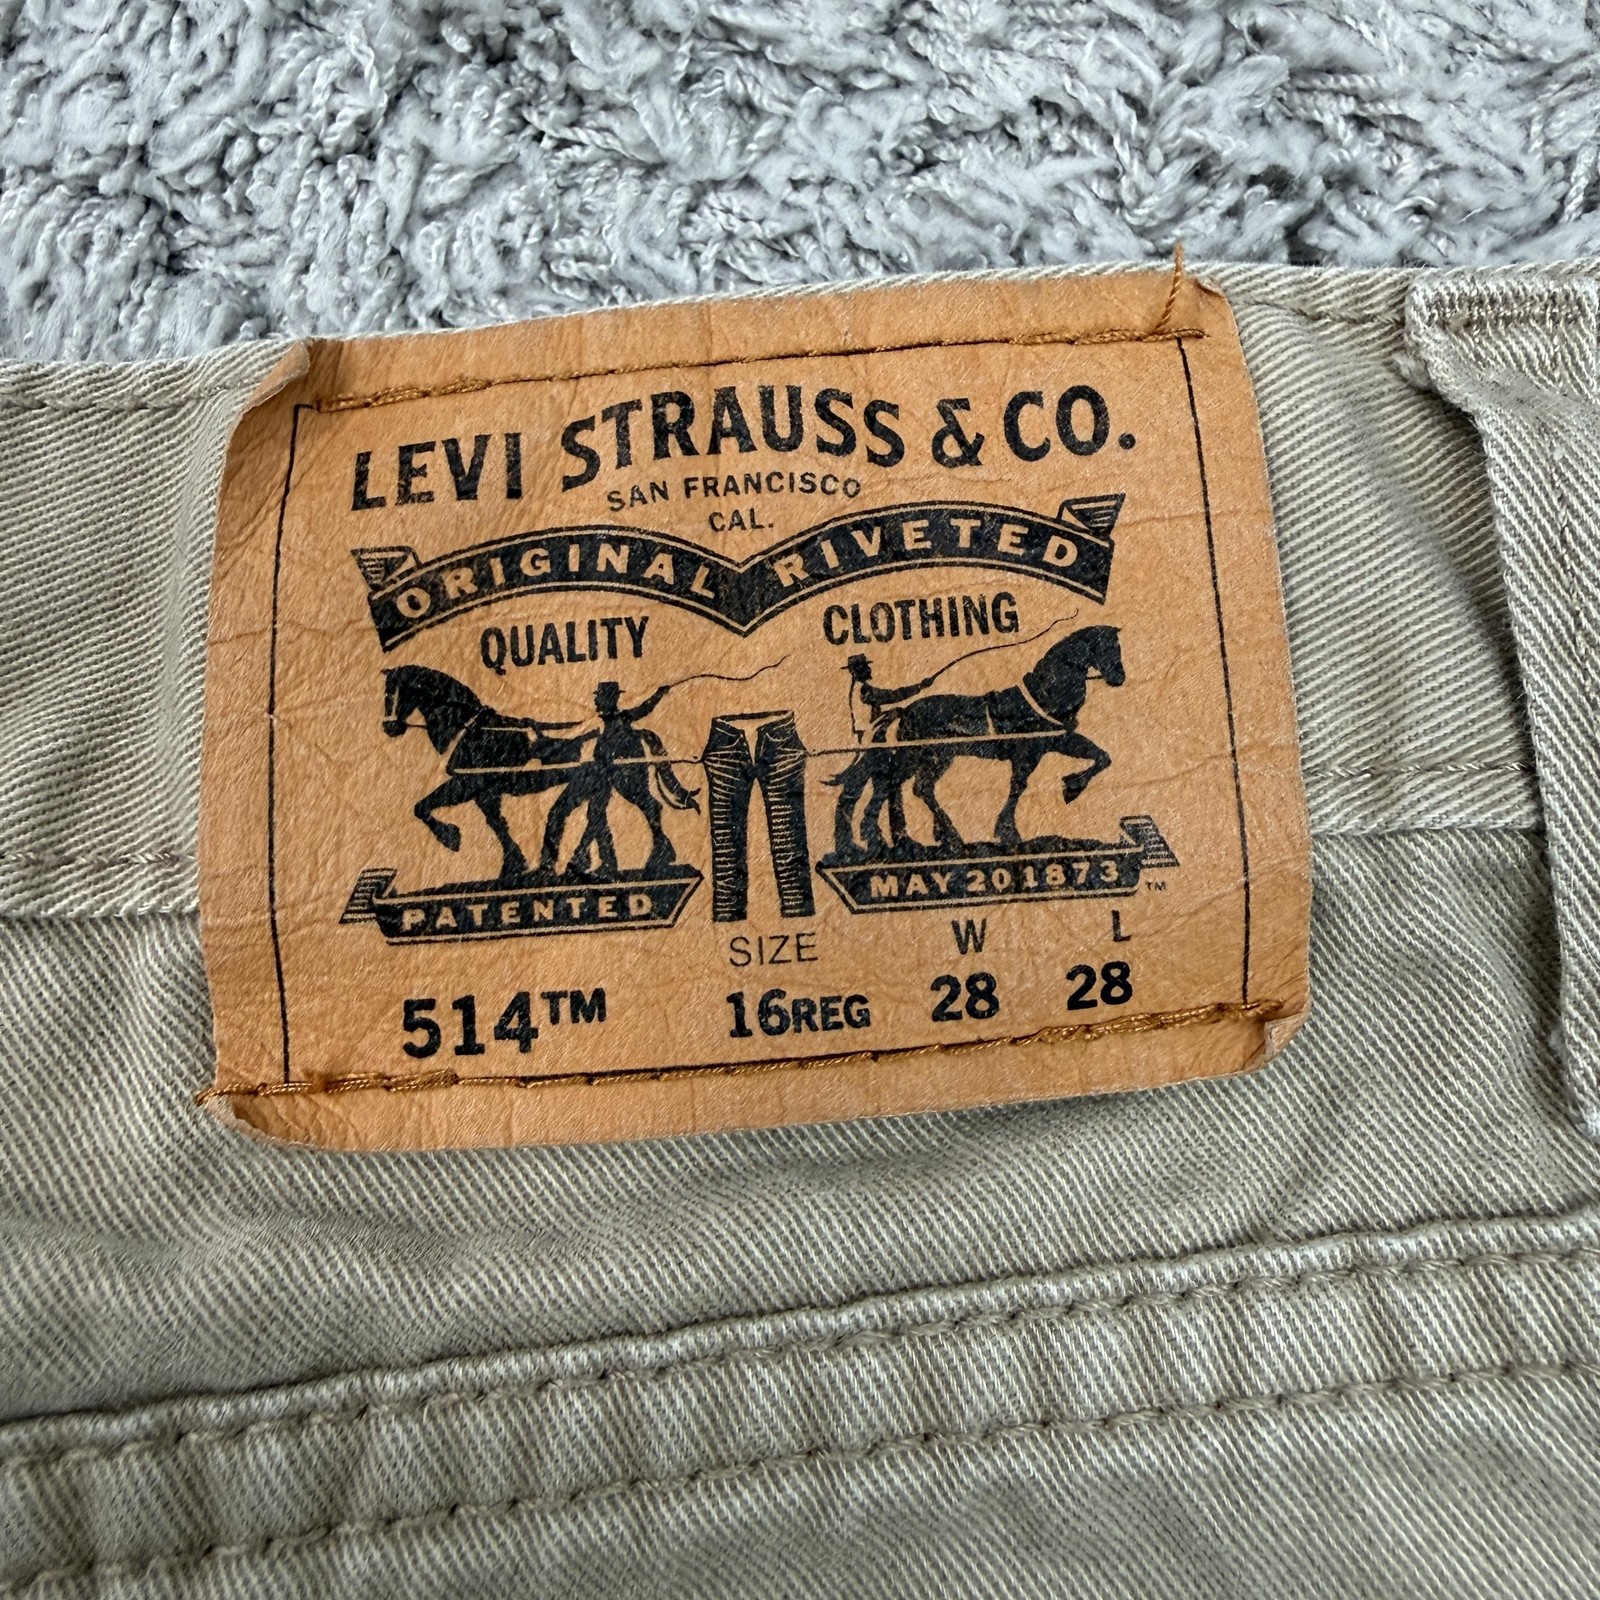 LEVI STRAUSS & CO.
SAN FRANCISCO
CAL.
ORIGINAL RIVETED
QUALITY CLOTHING
PATENTED MAY 20 1873 ™
SIZE W L
514™ 16REG 28 28